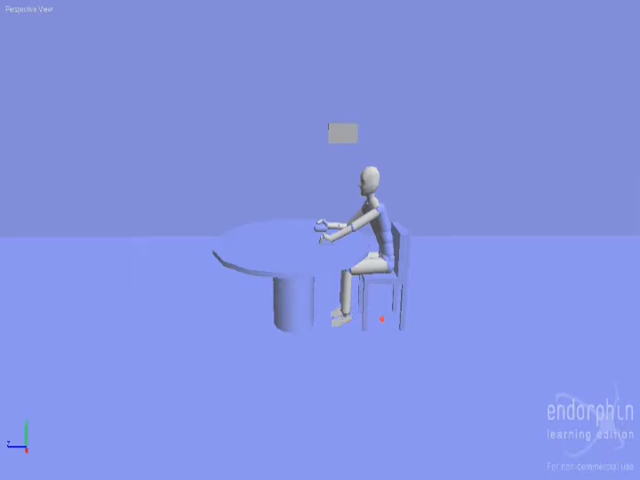 Perspective View
endorphin
learning edition
For non-commercial use